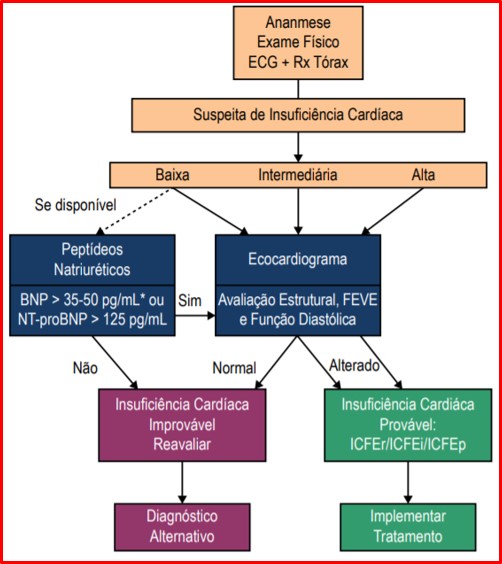 Ananmese
Exame Físico
ECG + Rx Tórax
Suspeita de Insuficiência Cardíaca
Baixa Intermediária Alta
Se disponível
Peptídeos
Natriuréticos
BNP > 35-50 pg/mL* ou
NT-proBNP > 125 pg/mL
Sim
Ecocardiograma
Avaliação Estrutural, FEVE
e Função Diastólica
Não
Normal
Alterado
Insuficiência Cardíaca
Improvável
Reavaliar
Insuficiência Cardiáca
Provável:
ICFEr/ICFEi/ICFEp
Diagnóstico
Alternativo
Implementar
Tratamento